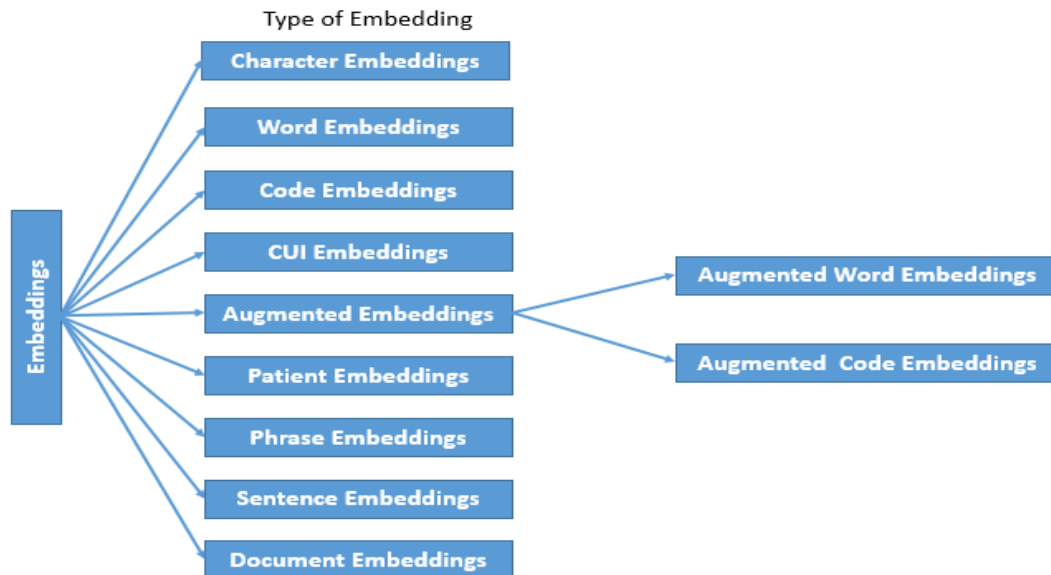 Type of Embedding
Character Embeddings
Word Embeddings
Code Embeddings
CUI Embeddings
Embeddings
Augmented Embeddings
Augmented Word Embeddings
Augmented Code Embeddings
Patient Embeddings
Phrase Embeddings
Sentence Embeddings
Document Embeddings